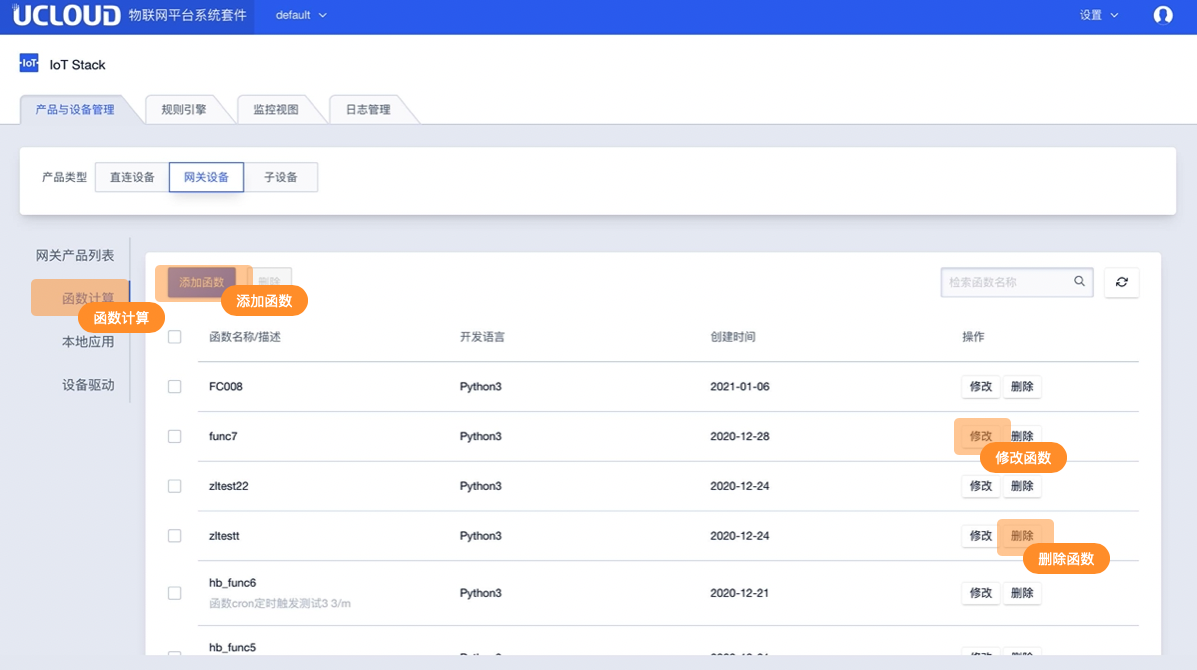 UCLOUD 物联网平台系统套件 default 设置
IoT IoT Stack
产品与设备管理 规则引擎 监控视图 日志管理
产品类型 直连设备 网关设备 子设备
网关产品列表
函数计算
函数计算
本地应用
设备驱动
添加函数 删除 检索函数名称
添加函数
函数名称/描述 开发语言 创建时间 操作
FC008 Python3 2021-01-06 修改 删除
func7 Python3 2020-12-28 修改 删除
修改函数
zltest22 Python3 2020-12-24 修改 删除
zltestt Python3 2020-12-24 修改 删除
删除函数
hb_func6 Python3 2020-12-21 修改 删除
函数cron定时触发测试3 3/m
hb_func5